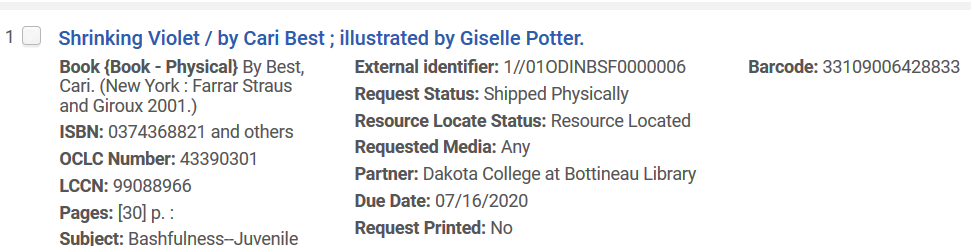 1 Shrinking Violet / by Cari Best ; illustrated by Giselle Potter.
Book {Book - Physical} By Best,
Cari. (New York : Farrar Straus
and Giroux 2001.)
ISBN: 0374368821 and others
OCLC Number: 43390301
LCCN: 99088966
Pages: [30] p. :
Subject: Bashfulness--Juvenile
External identifier: 1//01ODINBSF0000006
Request Status: Shipped Physically
Resource Locate Status: Resource Located
Requested Media: Any
Partner: Dakota College at Bottineau Library
Due Date: 07/16/2020
Request Printed: No
Barcode: 33109006428833